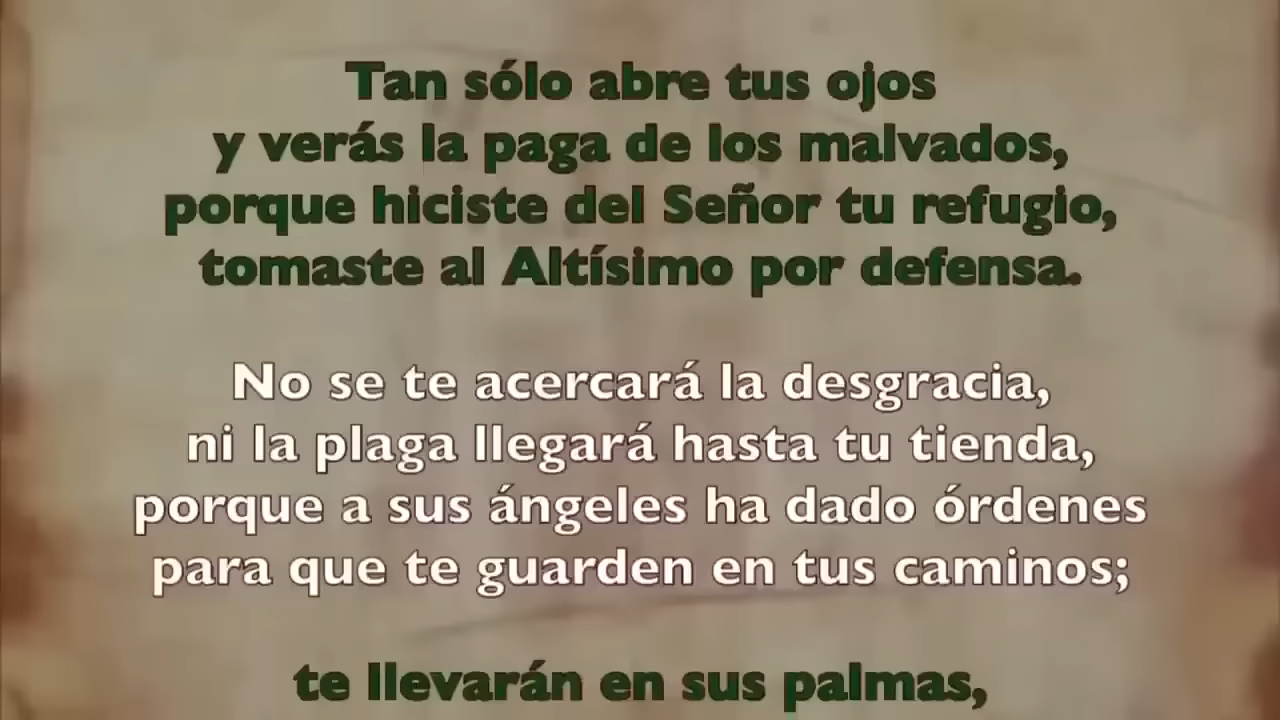 Tan sólo abre tus ojos
y verás la paga de los malvados,
porque hiciste del Señor tu refugio,
tomaste al Altísimo por defensa.
No se te acercará la desgracia,
ni la plaga llegará hasta tu tienda,
porque a sus ángeles ha dado órdenes
para que te guarden en tus caminos;
te llevarán en sus palmas,